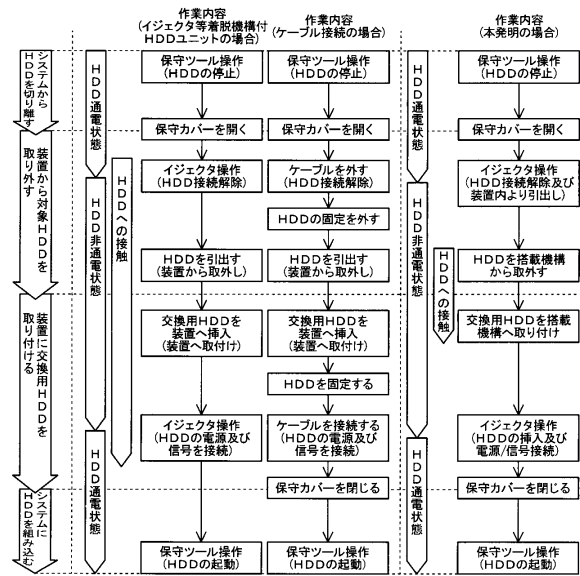 作業内容
(イジェクタ等着脱機構付
HDDユニットの場合)
作業内容
(ケーブル接続の場合)
作業内容
(本発明の場合)
システムから
HDDを切り離す
装置から対象HDDを
取り外す
装置に交換用HDDを
取り付ける
システムに
HDDを組み込む
HDD通電状態
HDD非通電状態
HDD通電状態
HDDへの接触
保守ツール操作
(HDDの停止)
イジェクタ操作
(HDD接続解除)
HDDを引出す
(装置から取外し)
交換用HDDを
装置へ挿入
(装置へ取付け)
イジェクタ操作
(HDDの電源及び
信号を接続)
保守ツール操作
(HDDの起動)
保守カバーを開く
保守ツール操作
(HDDの停止)
保守カバーを開く
ケーブルを外す
(HDD接続解除)
HDDの固定を外す
HDDを引出す
(装置から取外し)
交換用HDDを
装置へ挿入
(装置へ取付け)
HDDを固定する
ケーブルを接続する
(HDDの電源及び
信号を接続)
保守カバーを閉じる
保守ツール操作
(HDDの起動)
HDD通電状態
HDD非通電状態
HDD通電状態
HDDへの接触
保守ツール操作
(HDDの停止)
保守カバーを開く
イジェクタ操作
(HDD接続解除及び
装置内より引出し)
HDDを搭載機構
から取外す
交換用HDDを搭載
機構へ取り付け
イジェクタ操作
(HDDの挿入及び
電源/信号接続)
保守カバーを閉じる
保守ツール操作
(HDDの起動)